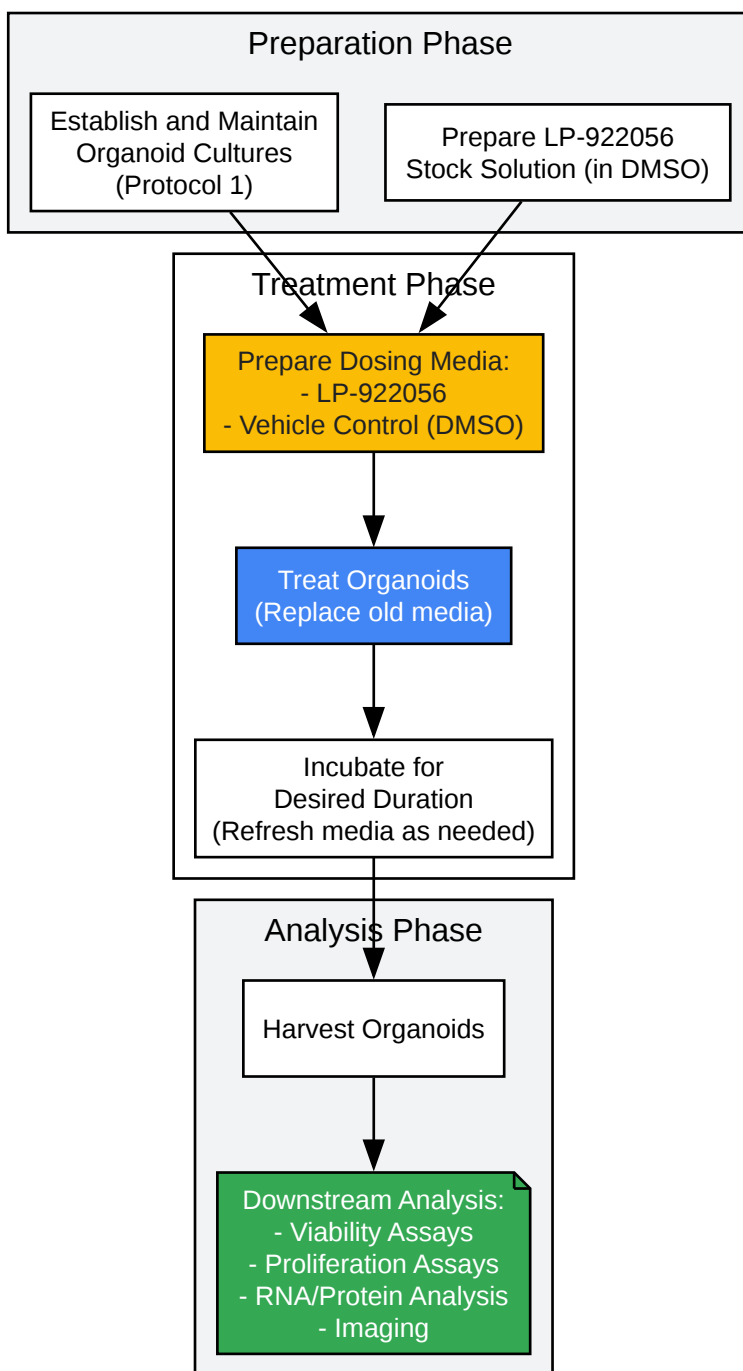 Preparation Phase
Establish and Maintain
Organoid Cultures
(Protocol 1)
Prepare LP-922056
Stock Solution (in DMSO)
Treatment Phase
Prepare Dosing Media:
- LP-922056
- Vehicle Control (DMSO)
Treat Organoids
(Replace old media)
Incubate for
Desired Duration
(Refresh media as needed)
Analysis Phase
Harvest Organoids
Downstream Analysis:
- Viability Assays
- Proliferation Assays
- RNA/Protein Analysis
- Imaging